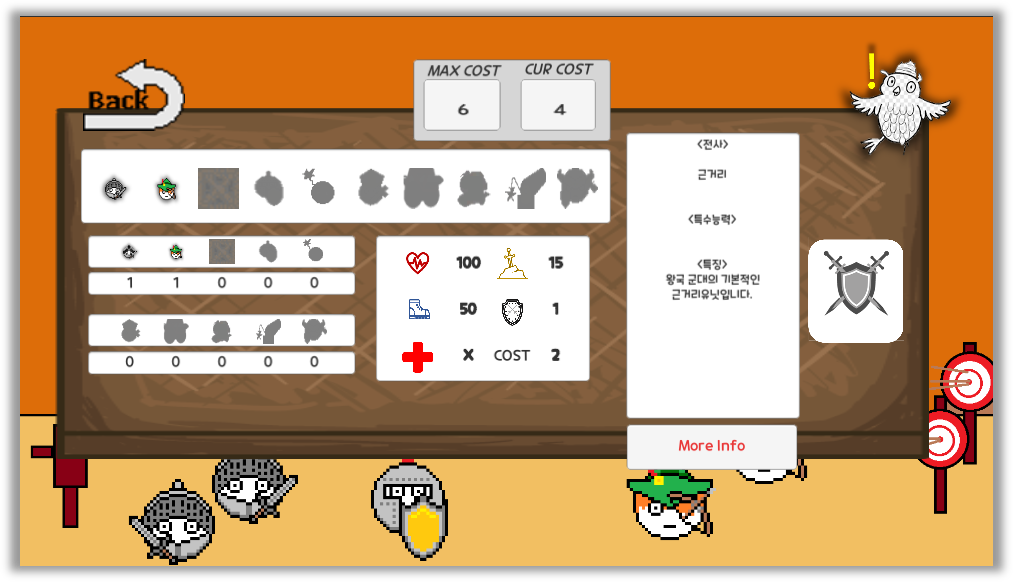 MAX COST
CUR COST
6
4
Back
!
<전사>
근거리
<특수능력>
<특징>
왕국 군대의 기본적인
근거리유닛입니다.
1 1 0 0 0
0 0 0 0 0
100 15
50 1
X COST 2
More Info